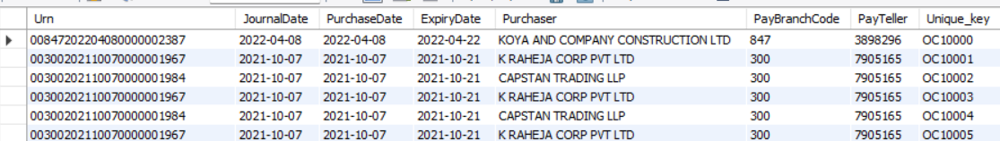 Urn JournalDate PurchaseDate ExpiryDate Purchaser PayBranchCode PayTeller Unique_key
00847202204080000002387 2022-04-08 2022-04-08 2022-04-22 KOYA AND COMPANY CONSTRUCTION LTD 847 3898296 OC10000
00300202110070000001967 2021-10-07 2021-10-07 2021-10-21 K RAHEJA CORP PVT LTD 300 7905165 OC10001
00300202110070000001984 2021-10-07 2021-10-07 2021-10-21 CAPSTAN TRADING LLP 300 7905165 OC10002
00300202110070000001967 2021-10-07 2021-10-07 2021-10-21 K RAHEJA CORP PVT LTD 300 7905165 OC10003
00300202110070000001984 2021-10-07 2021-10-07 2021-10-21 CAPSTAN TRADING LLP 300 7905165 OC10004
00300202110070000001967 2021-10-07 2021-10-07 2021-10-21 K RAHEJA CORP PVT LTD 300 7905165 OC10005